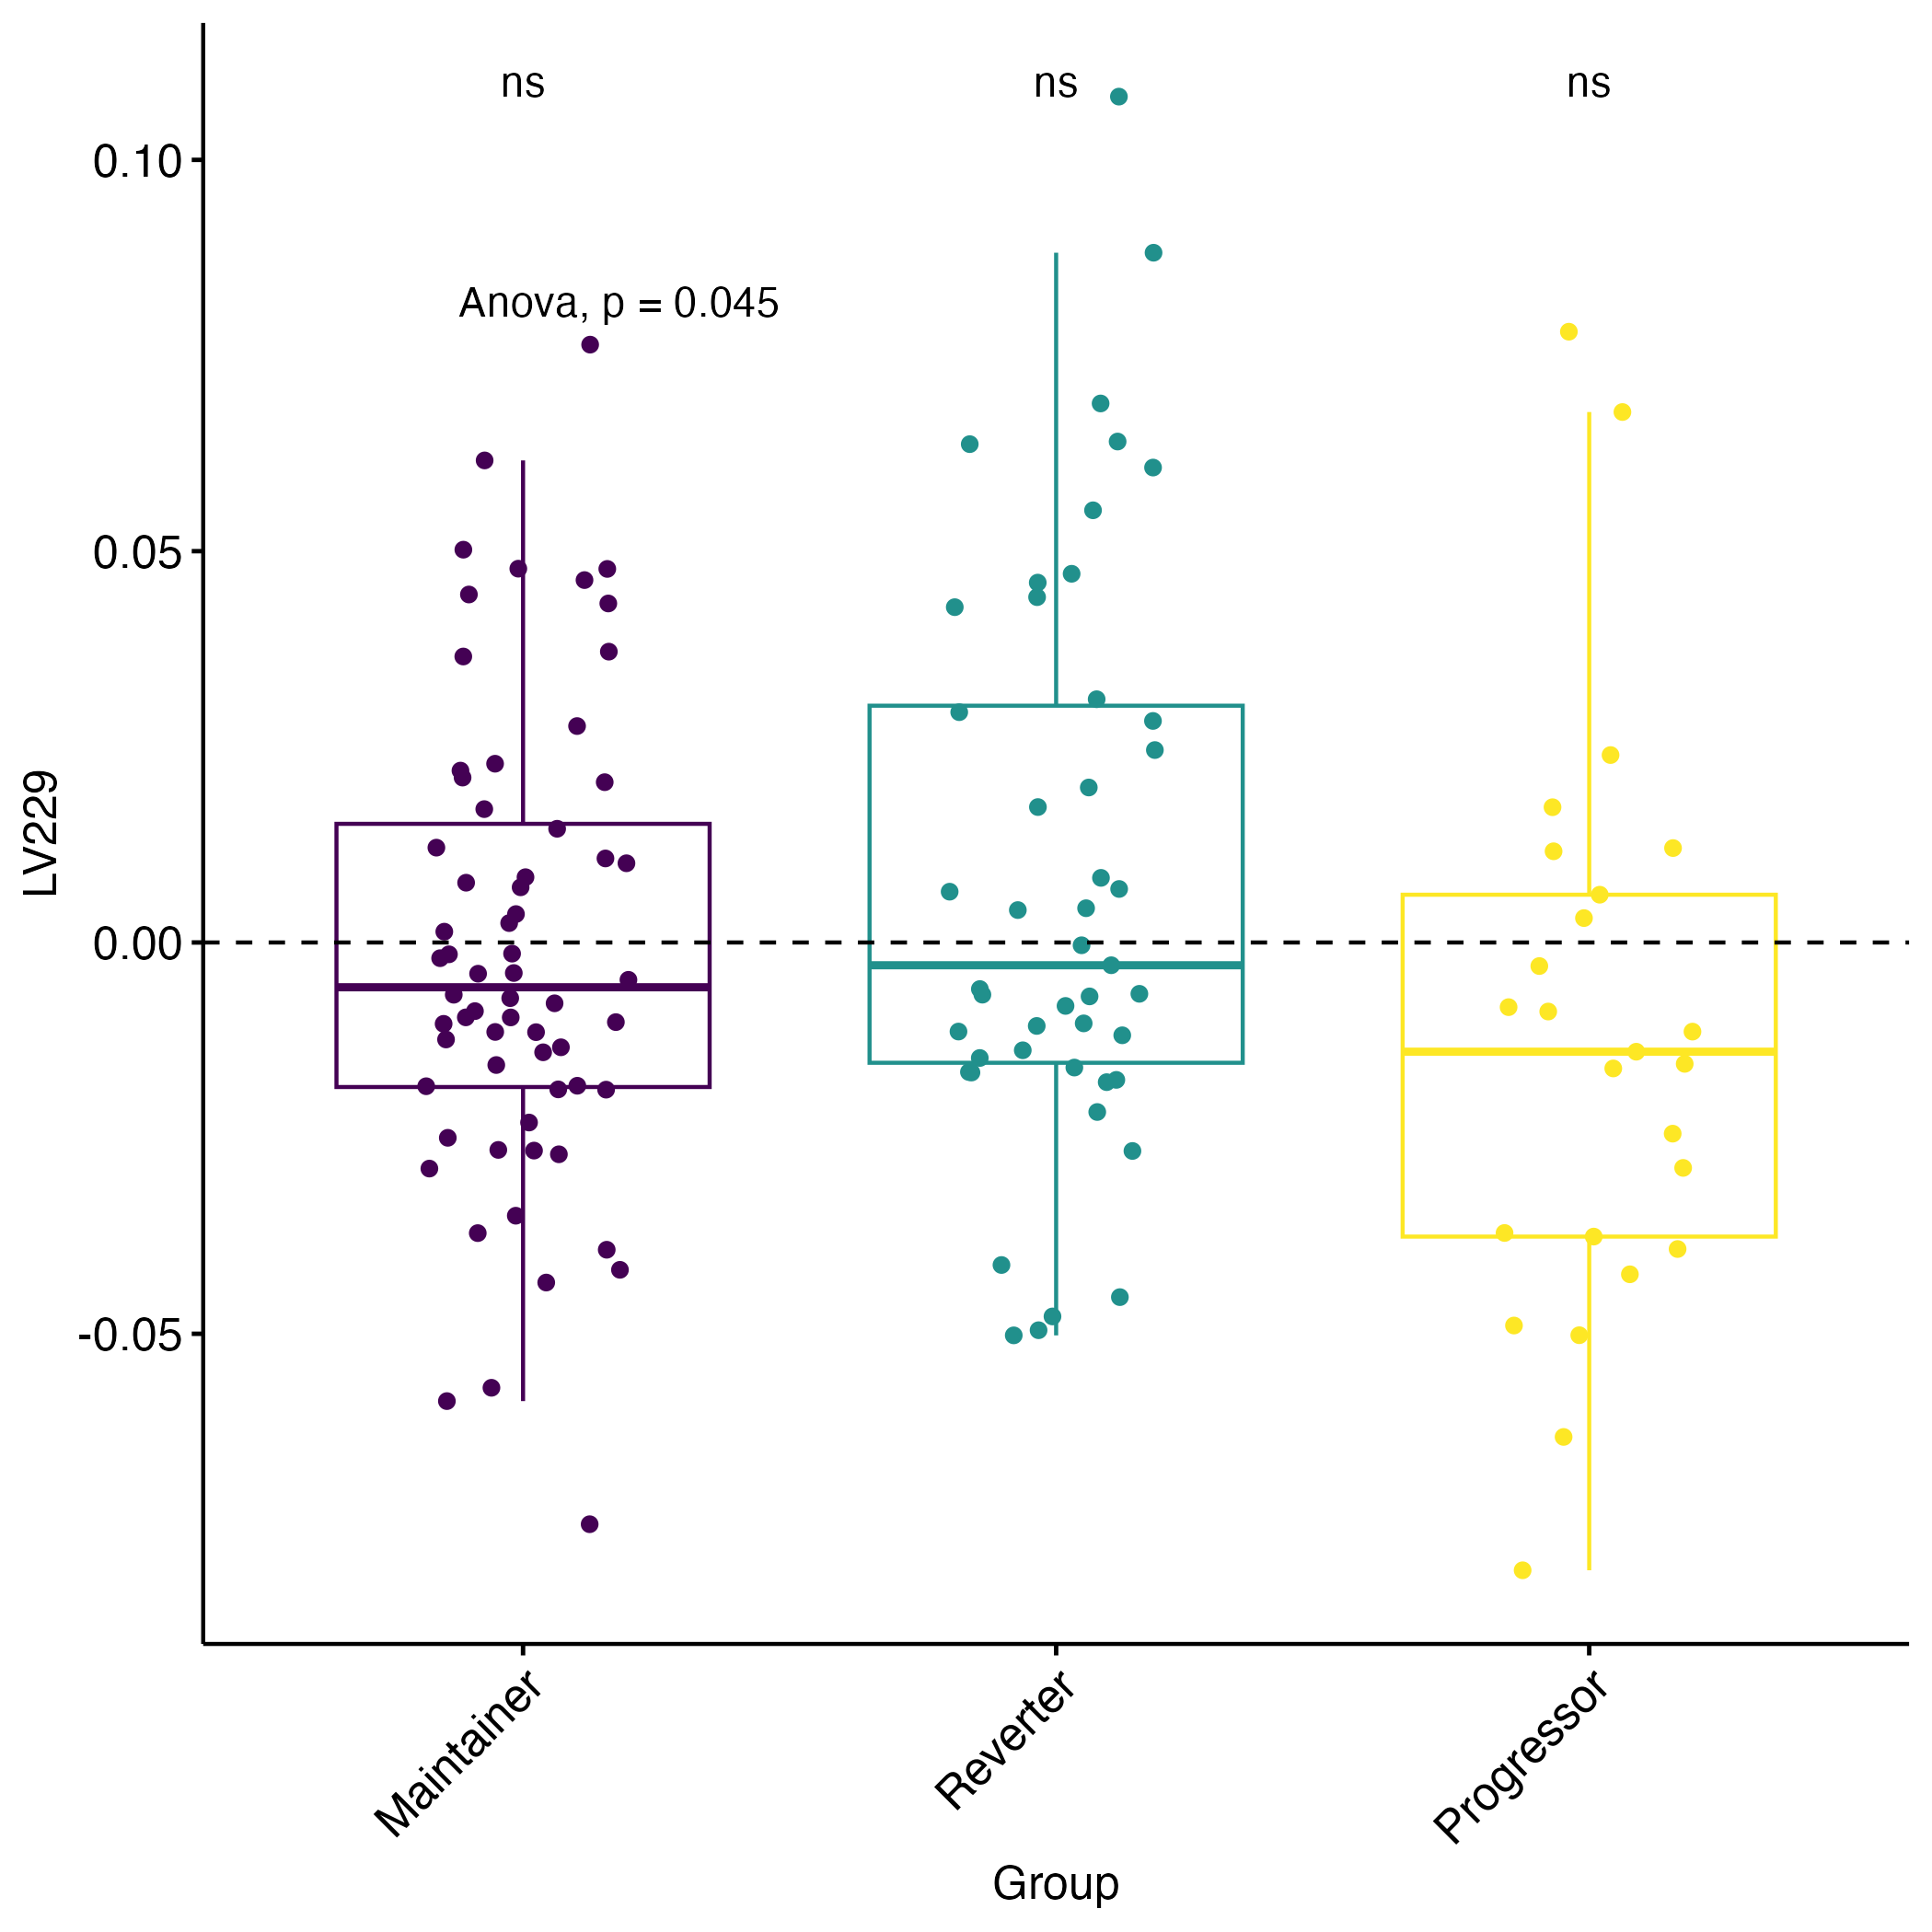 ns ns ns
Anova, p = 0.045
0.10
0.05
0.00
-0.05
LV229
Maintainer
Reverter
Progressor
Group